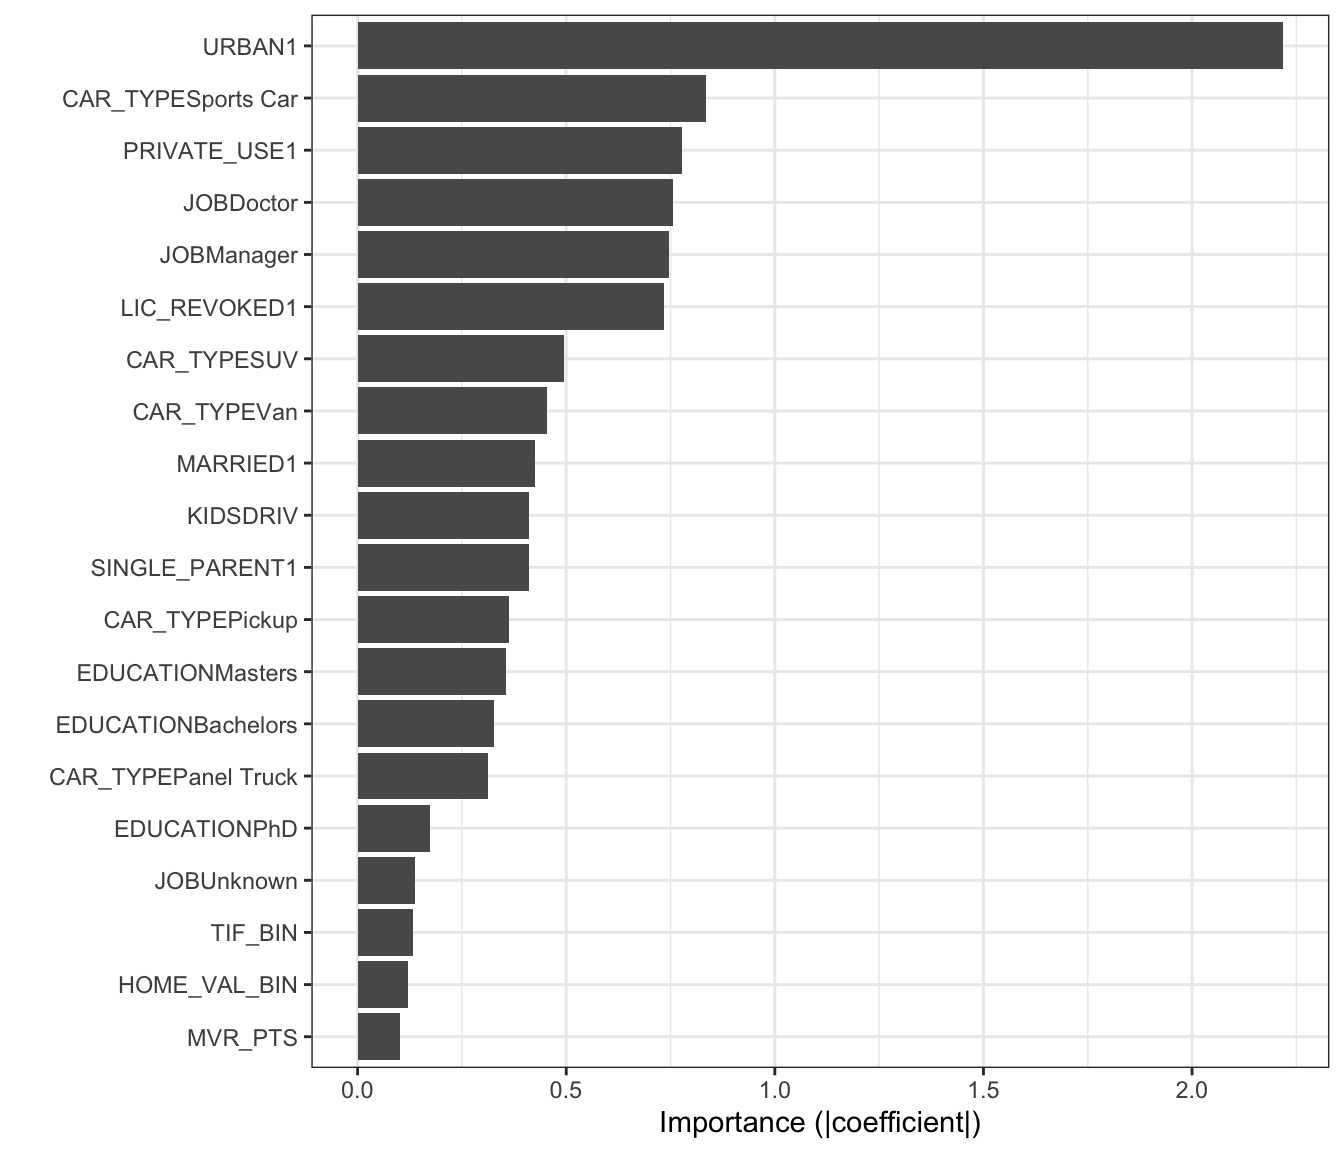 URBAN1
CAR_TYPESports Car
PRIVATE_USE1
JOBDoctor
JOBManager
LIC_REVOKED1
CAR_TYPESUV
CAR_TYPEVan
MARRIED1
KIDSDRIV
SINGLE_PARENT1
CAR_TYPEPickup
EDUCATIONMasters
EDUCATIONBachelors
CAR_TYPEPanel Truck
EDUCATIONPhD
JOBUnknown
TIF_BIN
HOME_VAL_BIN
MVR_PTS
0.0 0.5 1.0 1.5 2.0
Importance (|coefficient|)